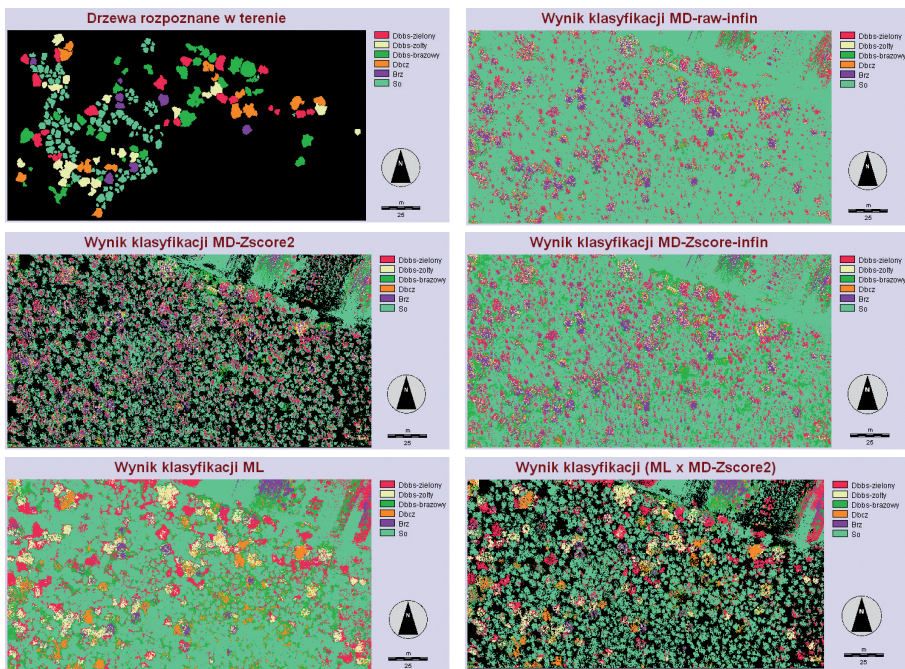 Drzewa rozpoznane w terenie
Dbbs-zielony
Dbbs-zolty
Dbbs-brazowy
Dbcz
Brz
So
N
m
25
Wynik klasyfikacji MD-raw-infin
Dbbs-zielony
Dbbs-zolty
Dbbs-brazowy
Dbcz
Brz
So
N
m
25
Wynik klasyfikacji MD-Zscore2
Dbbs-zielony
Dbbs-zolty
Dbbs-brazowy
Dbcz
Brz
So
N
m
25
Wynik klasyfikacji MD-Zscore-infin
Dbbs-zielony
Dbbs-zolty
Dbbs-brazowy
Dbcz
Brz
So
N
m
25
Wynik klasyfikacji ML
Dbbs-zielony
Dbbs-zolty
Dbbs-brazowy
Dbcz
Brz
So
N
m
25
Wynik klasyfikacji (ML x MD-Zscore2)
Dbbs-zielony
Dbbs-zolty
Dbbs-brazowy
Dbcz
Brz
So
N
m
25